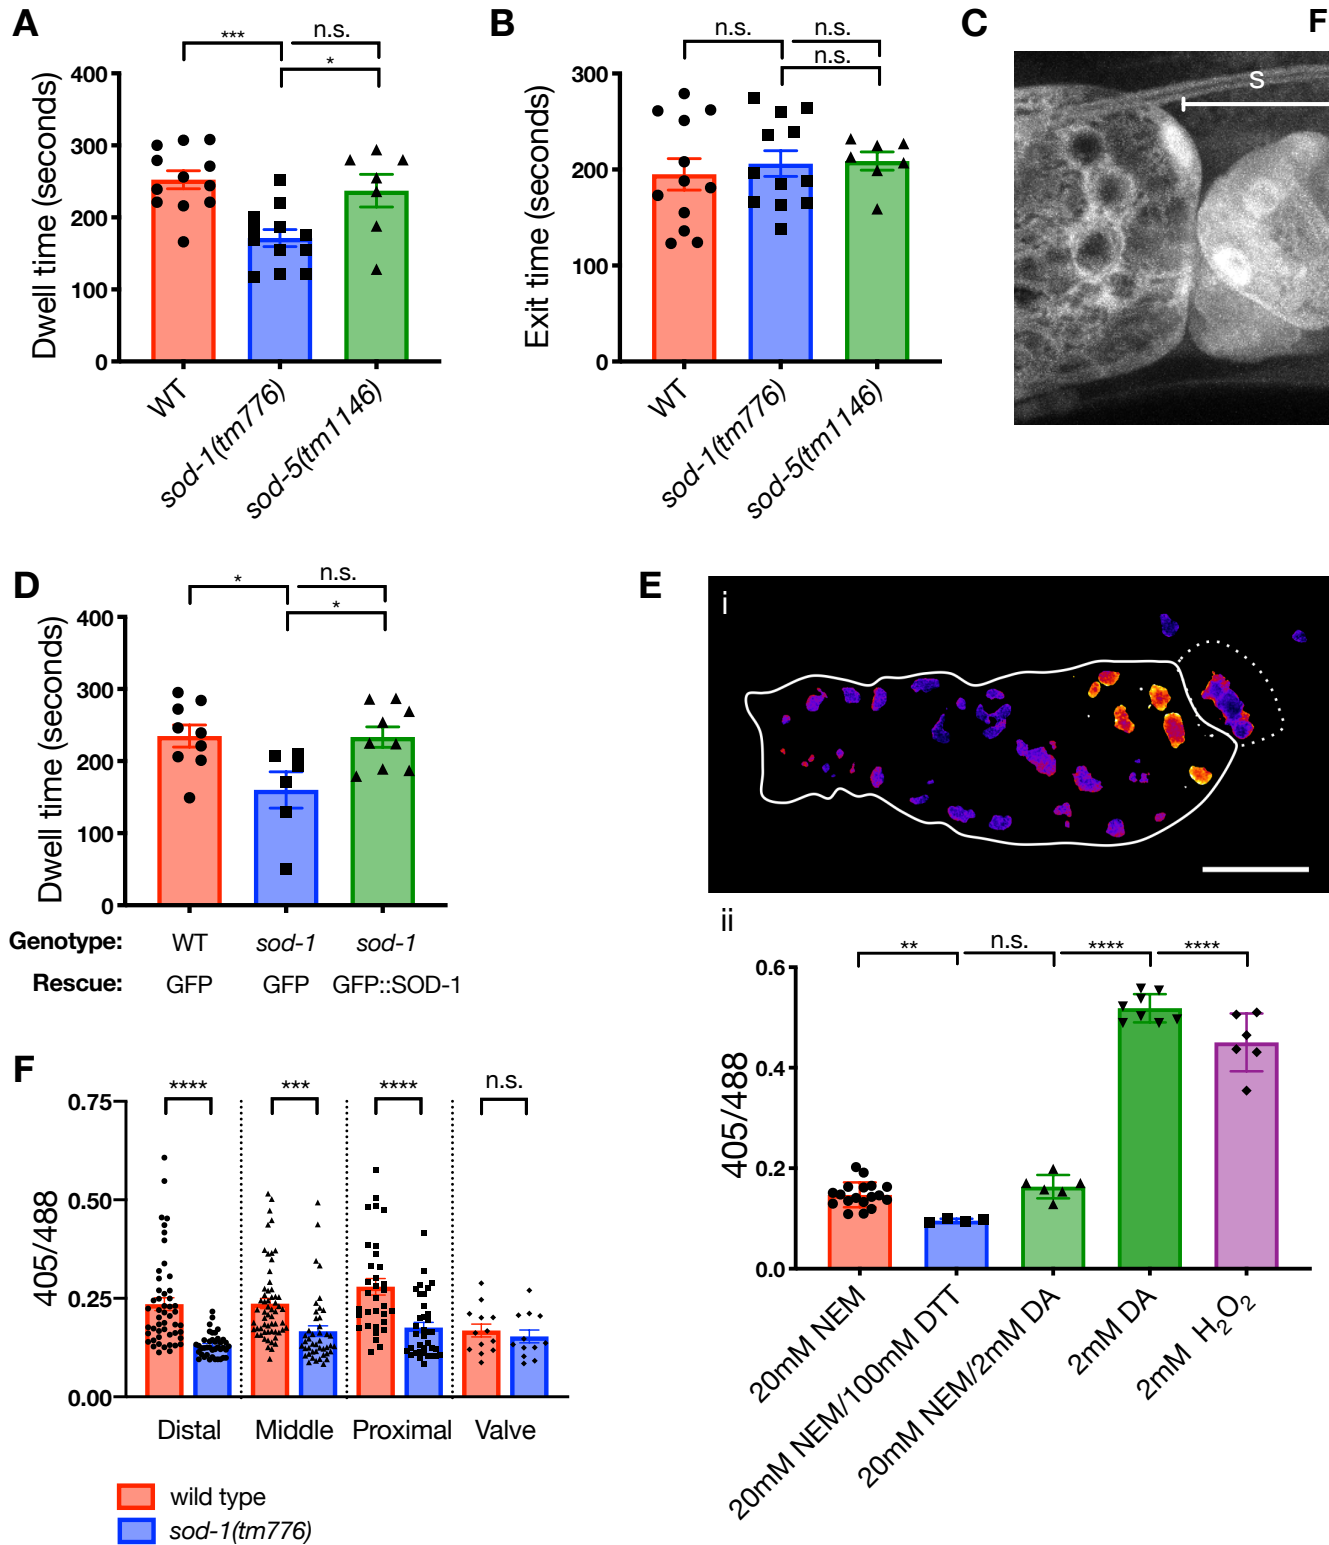 A
***
n.s.
*
Dwell time (seconds)
400
300
200
100
0
WT
sod-1(tm776)
sod-5(tm1146)
B
n.s.
n.s.
n.s.
Exit time (seconds)
300
200
100
0
WT
sod-1(tm776)
sod-5(tm1146)
C
F
s
D
*
n.s.
*
Dwell time (seconds)
400
300
200
100
0
Genotype: WT sod-1 sod-1
Rescue: GFP GFP GFP::SOD-1
E
i
ii
** n.s. **** ****
405/488
0.6
0.4
0.2
0.0
20mM NEM
20mM NEM/100mM DTT
20mM NEM/2mM DA
2mM DA
2mM H₂O₂
F
**** *** **** n.s.
405/488
0.75
0.50
0.25
0.00
Distal Middle Proximal Valve
wild type
sod-1(tm776)